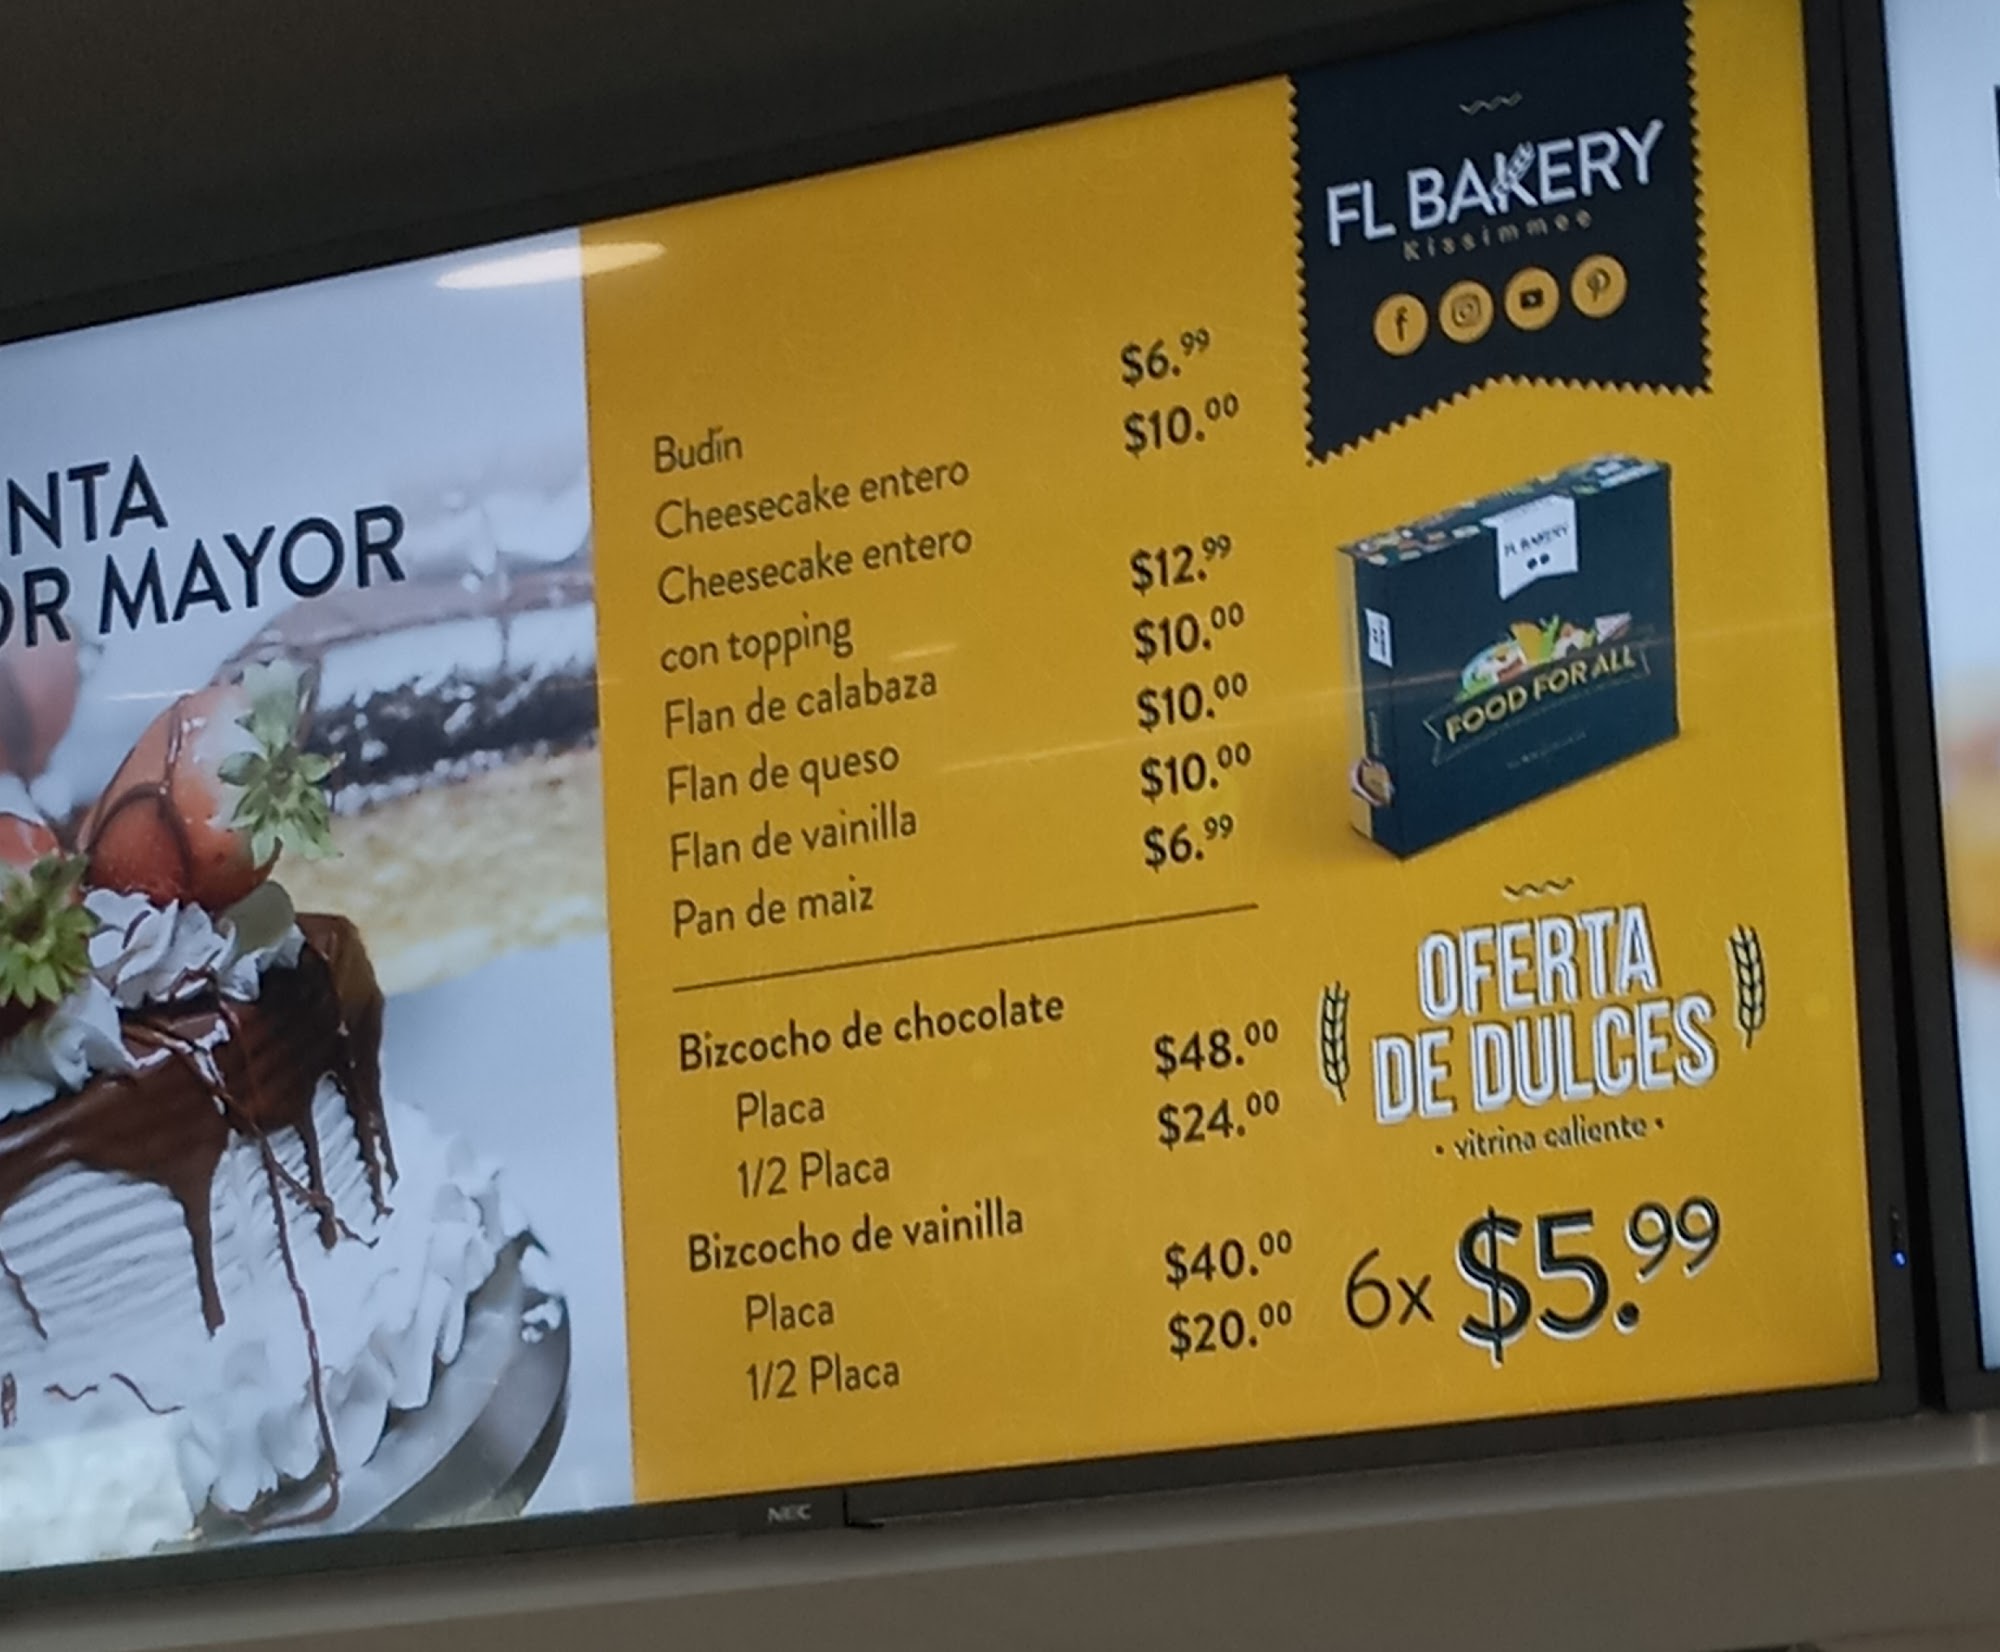 NTA
OR MAYOR
Budín $6.99
Cheesecake entero $10.00
Cheesecake entero
con topping $12.99
Flan de calabaza $10.00
Flan de queso $10.00
Flan de vainilla $10.00
Pan de maiz $6.99
Bizcocho de chocolate
Placa $48.00
1/2 Placa $24.00
Bizcocho de vainilla
Placa $40.00
1/2 Placa $20.00
FL BAKERY
Kissimmee
FL BAKERY
FOOD FOR ALL
OFERTA
DE DULCES
• vitrina caliente •
6x $5.99
NEC